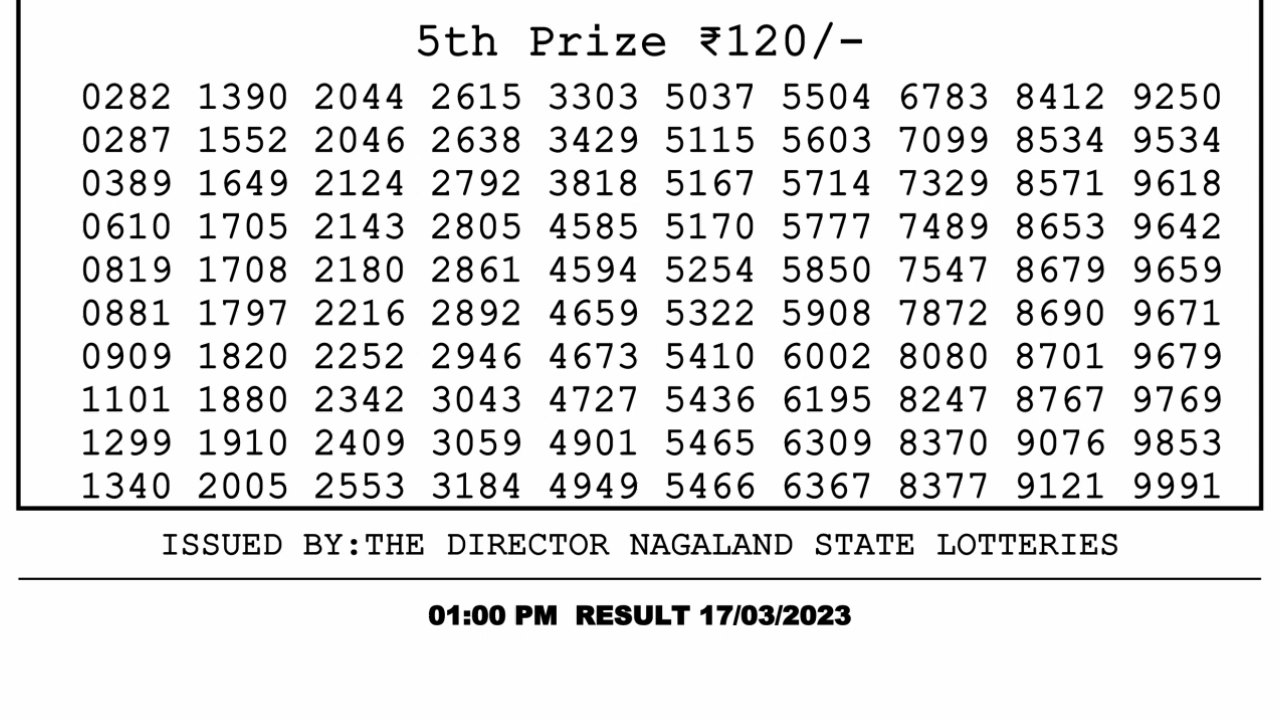 5th Prize ₹120/-
0282 1390 2044 2615 3303 5037 5504 6783 8412 9250
0287 1552 2046 2638 3429 5115 5603 7099 8534 9534
0389 1649 2124 2792 3818 5167 5714 7329 8571 9618
0610 1705 2143 2805 4585 5170 5777 7489 8653 9642
0819 1708 2180 2861 4594 5254 5850 7547 8679 9659
0881 1797 2216 2892 4659 5322 5908 7872 8690 9671
0909 1820 2252 2946 4673 5410 6002 8080 8701 9679
1101 1880 2342 3043 4727 5436 6195 8247 8767 9769
1299 1910 2409 3059 4901 5465 6309 8370 9076 9853
1340 2005 2553 3184 4949 5466 6367 8377 9121 9991
ISSUED BY:THE DIRECTOR NAGALAND STATE LOTTERIES
01:00 PM RESULT 17/03/2023